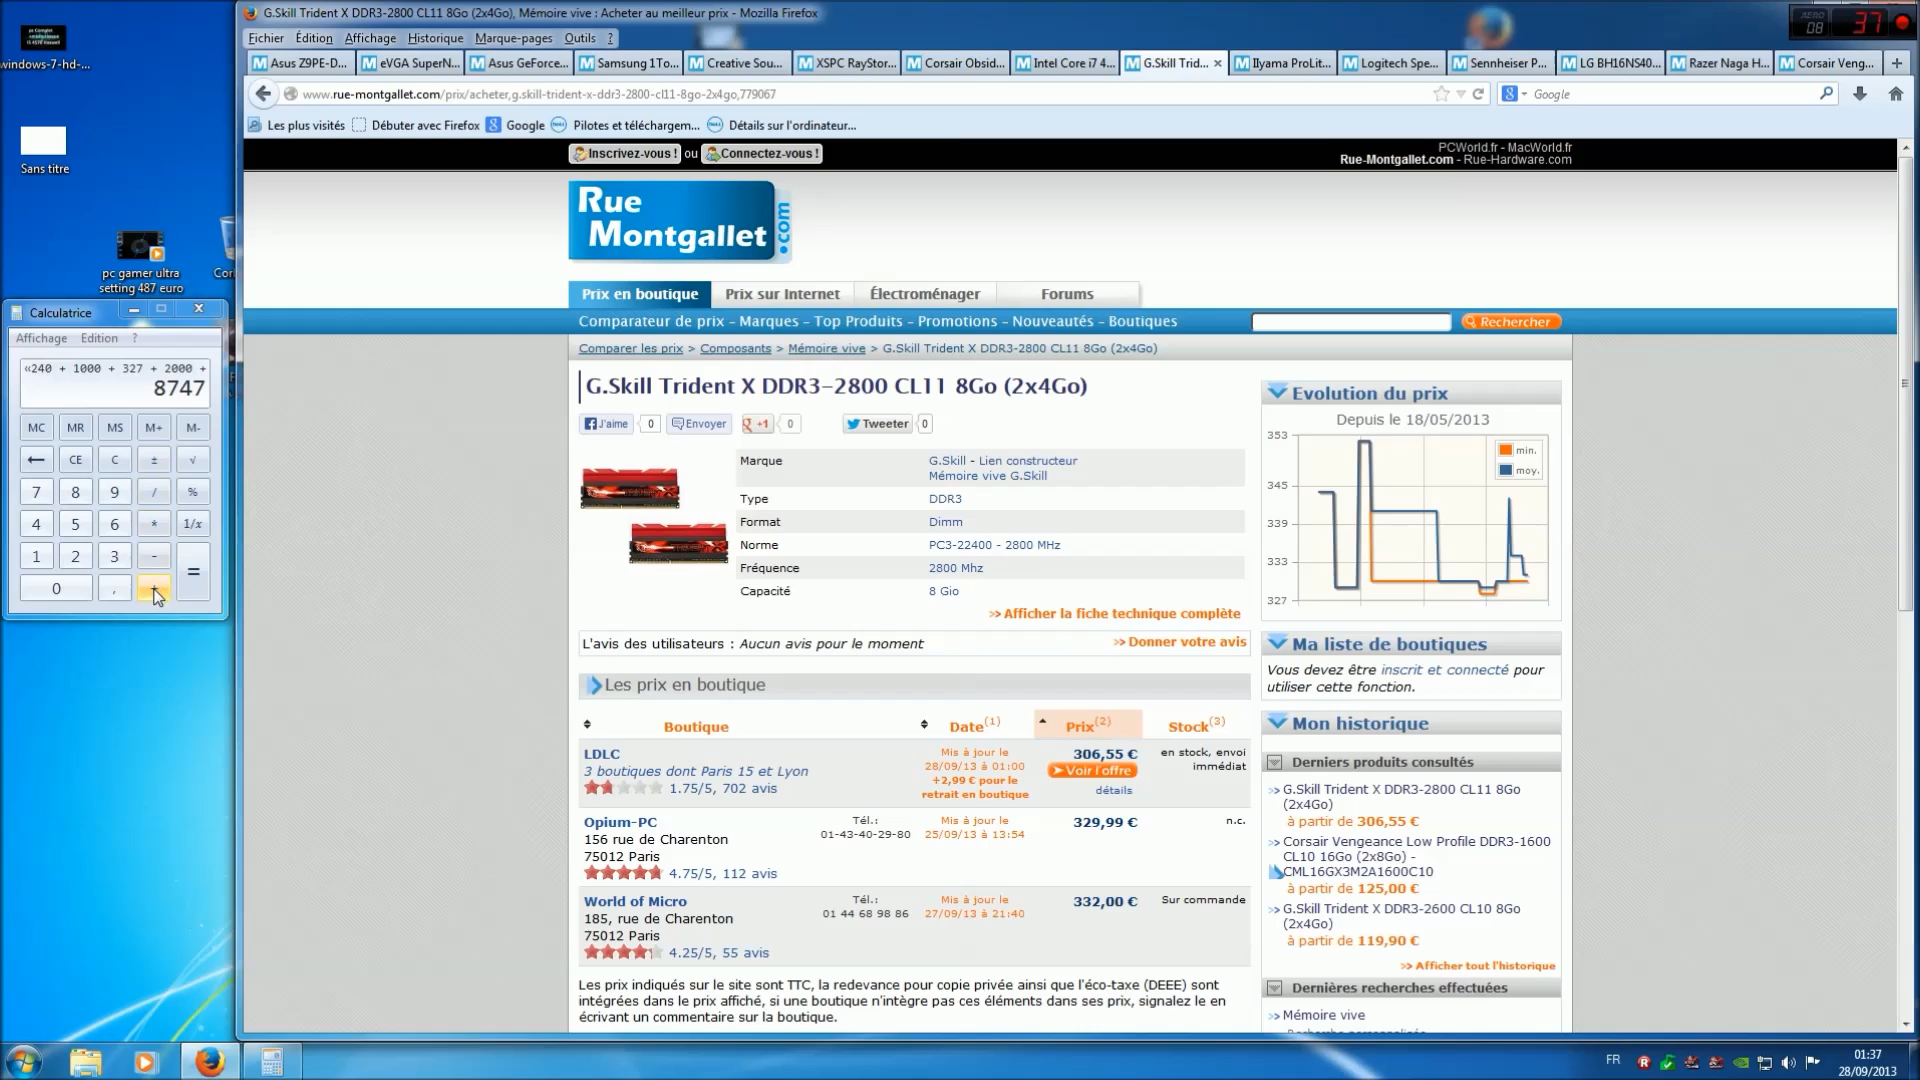 G.Skill Trident X DDR3-2800 CL11 8Go (2x4Go), Mémoire vive : Acheter au meilleur prix - Mozilla Firefox
AERO
08
37
Fichier Édition Affichage Historique Marque-pages Outils ?
Asus Z9PE-D... eVGA SuperN... Asus GeForce... Samsung 1To... Creative Sou... XSPC RayStor... Corsair Obsid... Intel Core i7 4... G.Skill Trid... Iiyama ProLit... Logitech Spe... Sennheiser P... LG BH16NS40... Razer Naga H... Corsair Veng...
www.rue-montgallet.com/prix/acheter,g.skill-trident-x-ddr3-2800-cl11-8go-2x4go,779067
Google
Les plus visités Débuter avec Firefox Google Pilotes et téléchargem... Détails sur l'ordinateur...
windows-7-hd-...
Sans titre
pc gamer ultra
setting 487 euro
Calculatrice
Affichage Edition ?
«240 + 1000 + 327 + 2000 +
8747
MC MR MS M+ M-
← CE C ± √
7 8 9 / %
4 5 6 * 1/x
1 2 3 - =
0 , +
Inscrivez-vous ! ou Connectez-vous !
PCWorld.fr - MacWorld.fr
Rue-Montgallet.com - Rue-Hardware.com
Rue
Montgallet
.com
Prix en boutique Prix sur Internet Électroménager Forums
Comparateur de prix - Marques - Top Produits - Promotions - Nouveautés - Boutiques
Rechercher
Comparer les prix > Composants > Mémoire vive > G.Skill Trident X DDR3-2800 CL11 8Go (2x4Go)
G.Skill Trident X DDR3-2800 CL11 8Go (2x4Go)
J'aime 0 Envoyer +1 0 Tweeter 0
Marque G.Skill - Lien constructeur
Mémoire vive G.Skill
Type DDR3
Format Dimm
Norme PC3-22400 - 2800 MHz
Fréquence 2800 Mhz
Capacité 8 Gio
>> Afficher la fiche technique complète
L'avis des utilisateurs : Aucun avis pour le moment >> Donner votre avis
Les prix en boutique
Boutique Date(1) Prix(2) Stock(3)
LDLC
3 boutiques dont Paris 15 et Lyon
1.75/5, 702 avis
Mis à jour le
28/09/13 à 01:00
+2,99 € pour le
retrait en boutique
306,55 €
Voir l'offre
détails
en stock, envoi
immédiat
Opium-PC
156 rue de Charenton
75012 Paris
4.75/5, 112 avis
Tél.:
01-43-40-29-80
Mis à jour le
25/09/13 à 13:54
329,99 €
n.c.
World of Micro
185, rue de Charenton
75012 Paris
4.25/5, 55 avis
Tél.:
01 44 68 98 86
Mis à jour le
27/09/13 à 21:40
332,00 €
Sur commande
Les prix indiqués sur le site sont TTC, la redevance pour copie privée ainsi que l'éco-taxe (DEEE) sont
intégrées dans le prix affiché, si une boutique n'intègre pas ces éléments dans ses prix, signalez le en
écrivant un commentaire sur la boutique.
Evolution du prix
Depuis le 18/05/2013
353
345
339
333
327
min.
moy.
Ma liste de boutiques
Vous devez être inscrit et connecté pour
utiliser cette fonction.
Mon historique
Derniers produits consultés
>> G.Skill Trident X DDR3-2800 CL11 8Go
(2x4Go)
à partir de 306,55 €
>> Corsair Vengeance Low Profile DDR3-1600
CL10 16Go (2x8Go) -
CML16GX3M2A1600C10
à partir de 125,00 €
>> G.Skill Trident X DDR3-2600 CL10 8Go
(2x4Go)
à partir de 119,90 €
>> Afficher tout l'historique
Dernières recherches effectuées
>> Mémoire vive
FR
01:37
28/09/2013